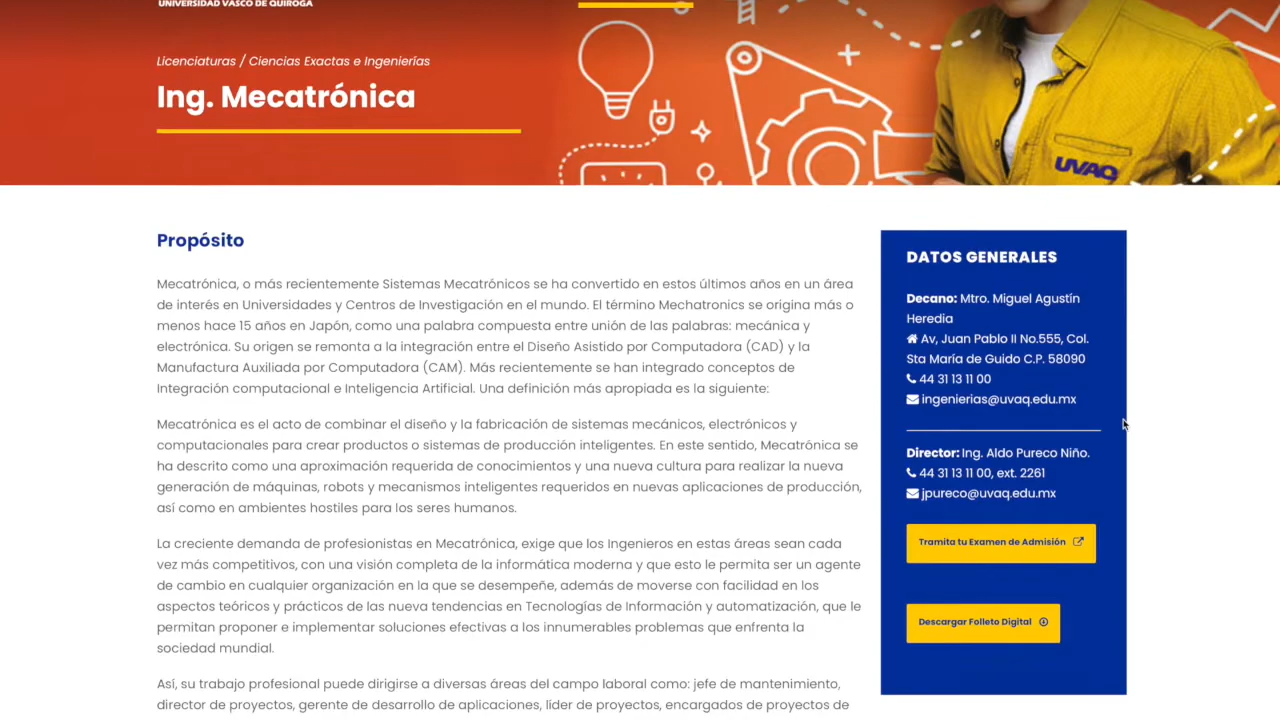 UNIVERSIDAD VASCO DE QUIROGA
Licenciaturas / Ciencias Exactas e Ingenierías
Ing. Mecatrónica
UVAQ
Propósito
Mecatrónica, o más recientemente Sistemas Mecatrónicos se ha convertido en estos últimos años en un área
de interés en Universidades y Centros de Investigación en el mundo. El término Mechatronics se origina más o
menos hace 15 años en Japón, como una palabra compuesta entre unión de las palabras: mecánica y
electrónica. Su origen se remonta a la integración entre el Diseño Asistido por Computadora (CAD) y la
Manufactura Auxiliada por Computadora (CAM). Más recientemente se han integrado conceptos de
Integración computacional e Inteligencia Artificial. Una definición más apropiada es la siguiente:
Mecatrónica es el acto de combinar el diseño y la fabricación de sistemas mecánicos, electrónicos y
computacionales para crear productos o sistemas de producción inteligentes. En este sentido, Mecatrónica se
ha descrito como una aproximación requerida de conocimientos y una nueva cultura para realizar la nueva
generación de máquinas, robots y mecanismos inteligentes requeridos en nuevas aplicaciones de producción,
así como en ambientes hostiles para los seres humanos.
La creciente demanda de profesionistas en Mecatrónica, exige que los Ingenieros en estas áreas sean cada
vez más competitivos, con una visión completa de la informática moderna y que esto le permita ser un agente
de cambio en cualquier organización en la que se desempeñe, además de moverse con facilidad en los
aspectos teóricos y prácticos de las nueva tendencias en Tecnologías de Información y automatización, que le
permitan proponer e implementar soluciones efectivas a los innumerables problemas que enfrenta la
sociedad mundial.
Así, su trabajo profesional puede dirigirse a diversas áreas del campo laboral como: jefe de mantenimiento,
director de proyectos, gerente de desarrollo de aplicaciones, líder de proyectos, encargados de proyectos de
DATOS GENERALES
Decano: Mtro. Miguel Agustín
Heredia
Av, Juan Pablo II No.555, Col.
Sta María de Guido C.P. 58090
44 31 13 11 00
ingenierias@uvaq.edu.mx
Director: Ing. Aldo Pureco Niño.
44 31 13 11 00, ext. 2261
jpureco@uvaq.edu.mx
Tramita tu Examen de Admisión
Descargar Folleto Digital